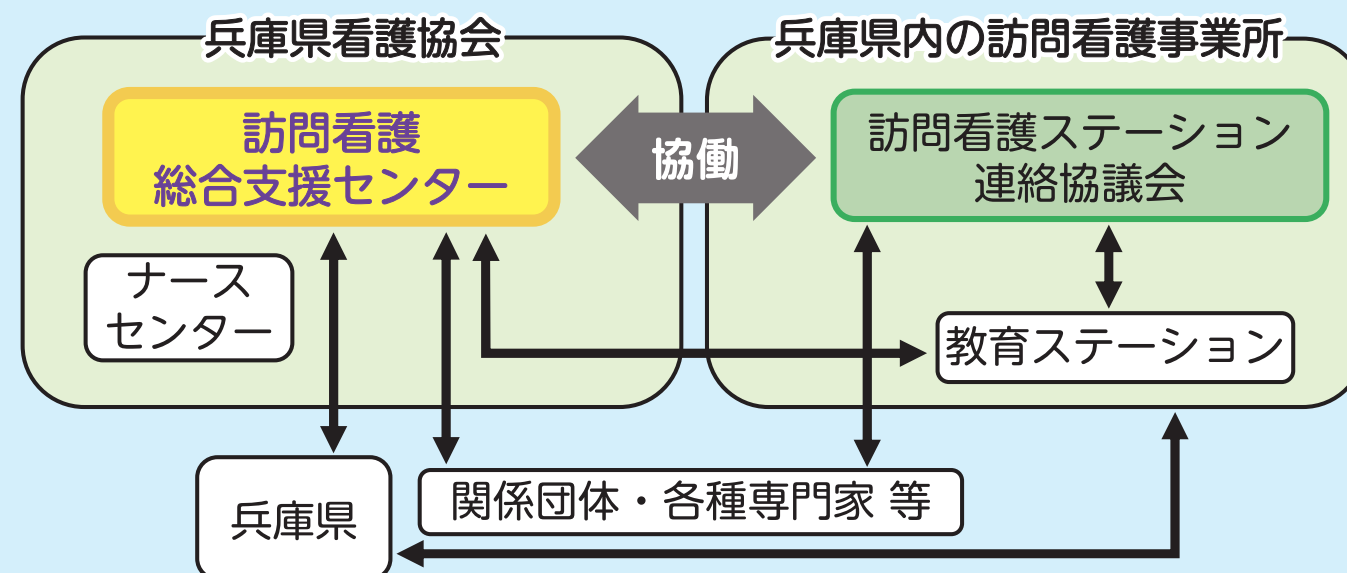 兵庫県看護協会
訪問看護
総合支援センター
ナース
センター
協働
兵庫県内の訪問看護事業所
訪問看護ステーション
連絡協議会
教育ステーション
兵庫県
関係団体・各種専門家 等